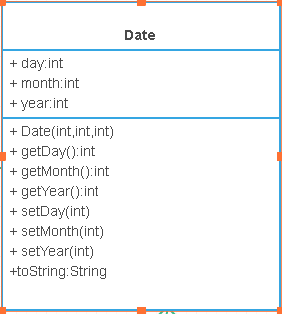 Date
+ day:int
+ month:int
+ year:int
+ Date(int,int,int)
+ getDay():int
+ getMonth():int
+ getYear():int
+ setDay(int)
+ setMonth(int)
+ setYear(int)
+toString:String